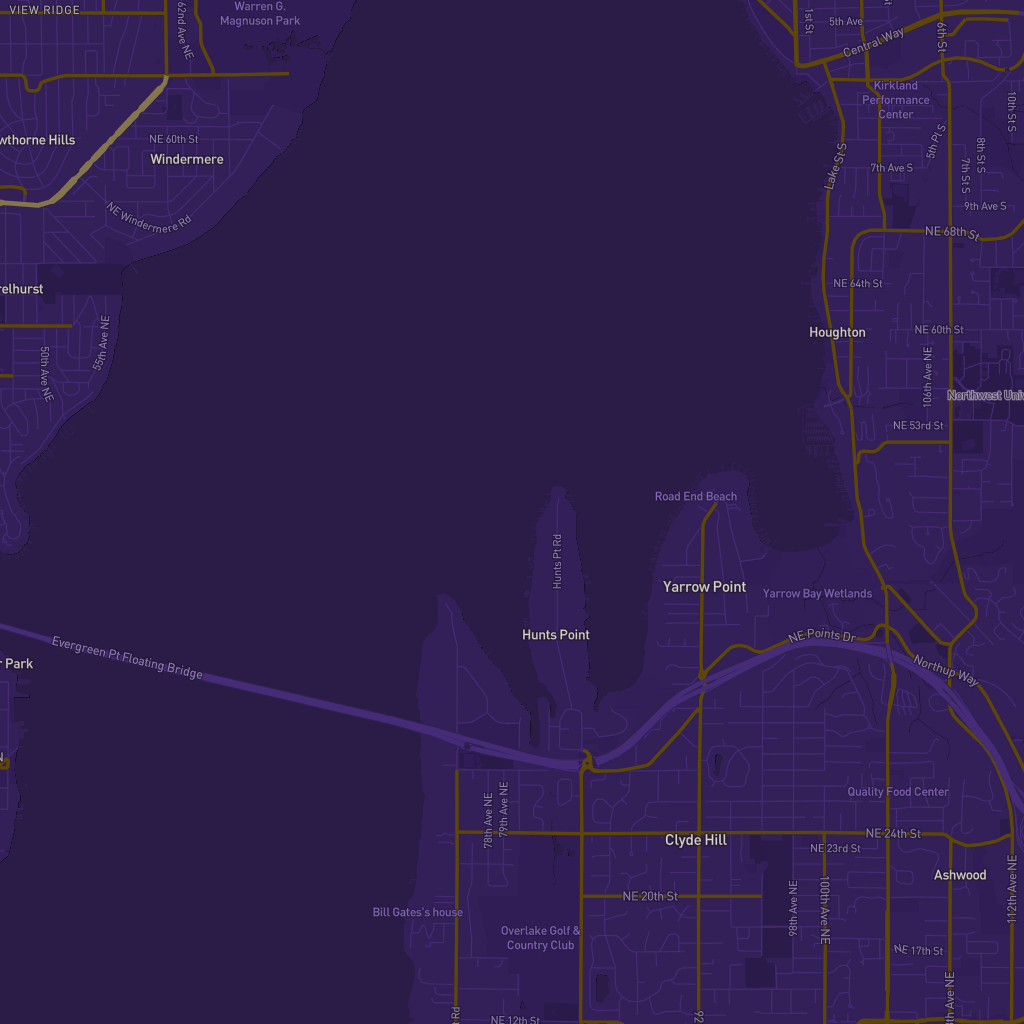 VIEW RIDGE
62nd Ave NE
Warren G.
Magnuson Park
1st St
5th Ave
Central Way
6th St
Kirkland
Performance
Center
10th St S
wthorne Hills
NE 60th St
Windermere
Lake St S
5th Pl S
8th St S
7th St S
7th Ave S
9th Ave S
NE Windermere Rd
NE 68th St
relhurst
NE 64th St
55th Ave NE
50th Ave NE
Houghton
NE 60th St
106th Ave NE
Northwest Univ
NE 53rd St
Road End Beach
Hunts Pt Rd
Yarrow Point
Yarrow Bay Wetlands
Hunts Point
NE Points Dr
Evergreen Pt Floating Bridge
r Park
Northup Way
78th Ave NE
79th Ave NE
Quality Food Center
NE 24th St
Clyde Hill
NE 23rd St
Ashwood
112th Ave NE
NE 20th St
98th Ave NE
100th Ave NE
Bill Gates's house
Overlake Golf &
Country Club
NE 17th St
t Rd
NE 12th St
92
th Ave NE